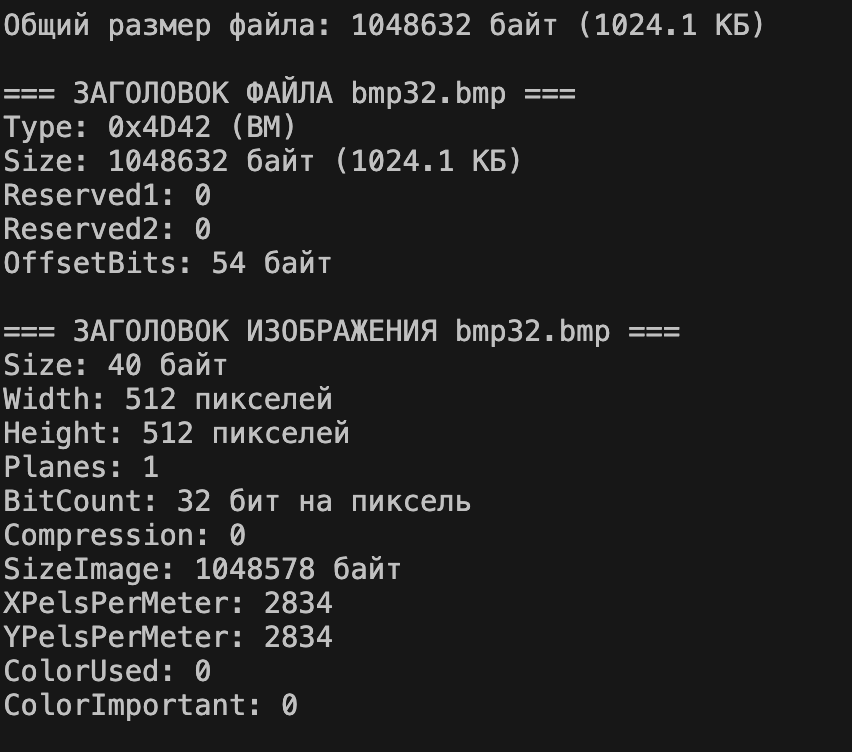 Общий размер файла: 1048632 байт (1024.1 КБ)
=== ЗАГОЛОВОК ФАЙЛА bmp32.bmp ===
Type: 0x4D42 (BM)
Size: 1048632 байт (1024.1 КБ)
Reserved1: 0
Reserved2: 0
OffsetBits: 54 байт
=== ЗАГОЛОВОК ИЗОБРАЖЕНИЯ bmp32.bmp ===
Size: 40 байт
Width: 512 пикселей
Height: 512 пикселей
Planes: 1
BitCount: 32 бит на пиксель
Compression: 0
SizeImage: 1048578 байт
XPelsPerMeter: 2834
YPelsPerMeter: 2834
ColorUsed: 0
ColorImportant: 0